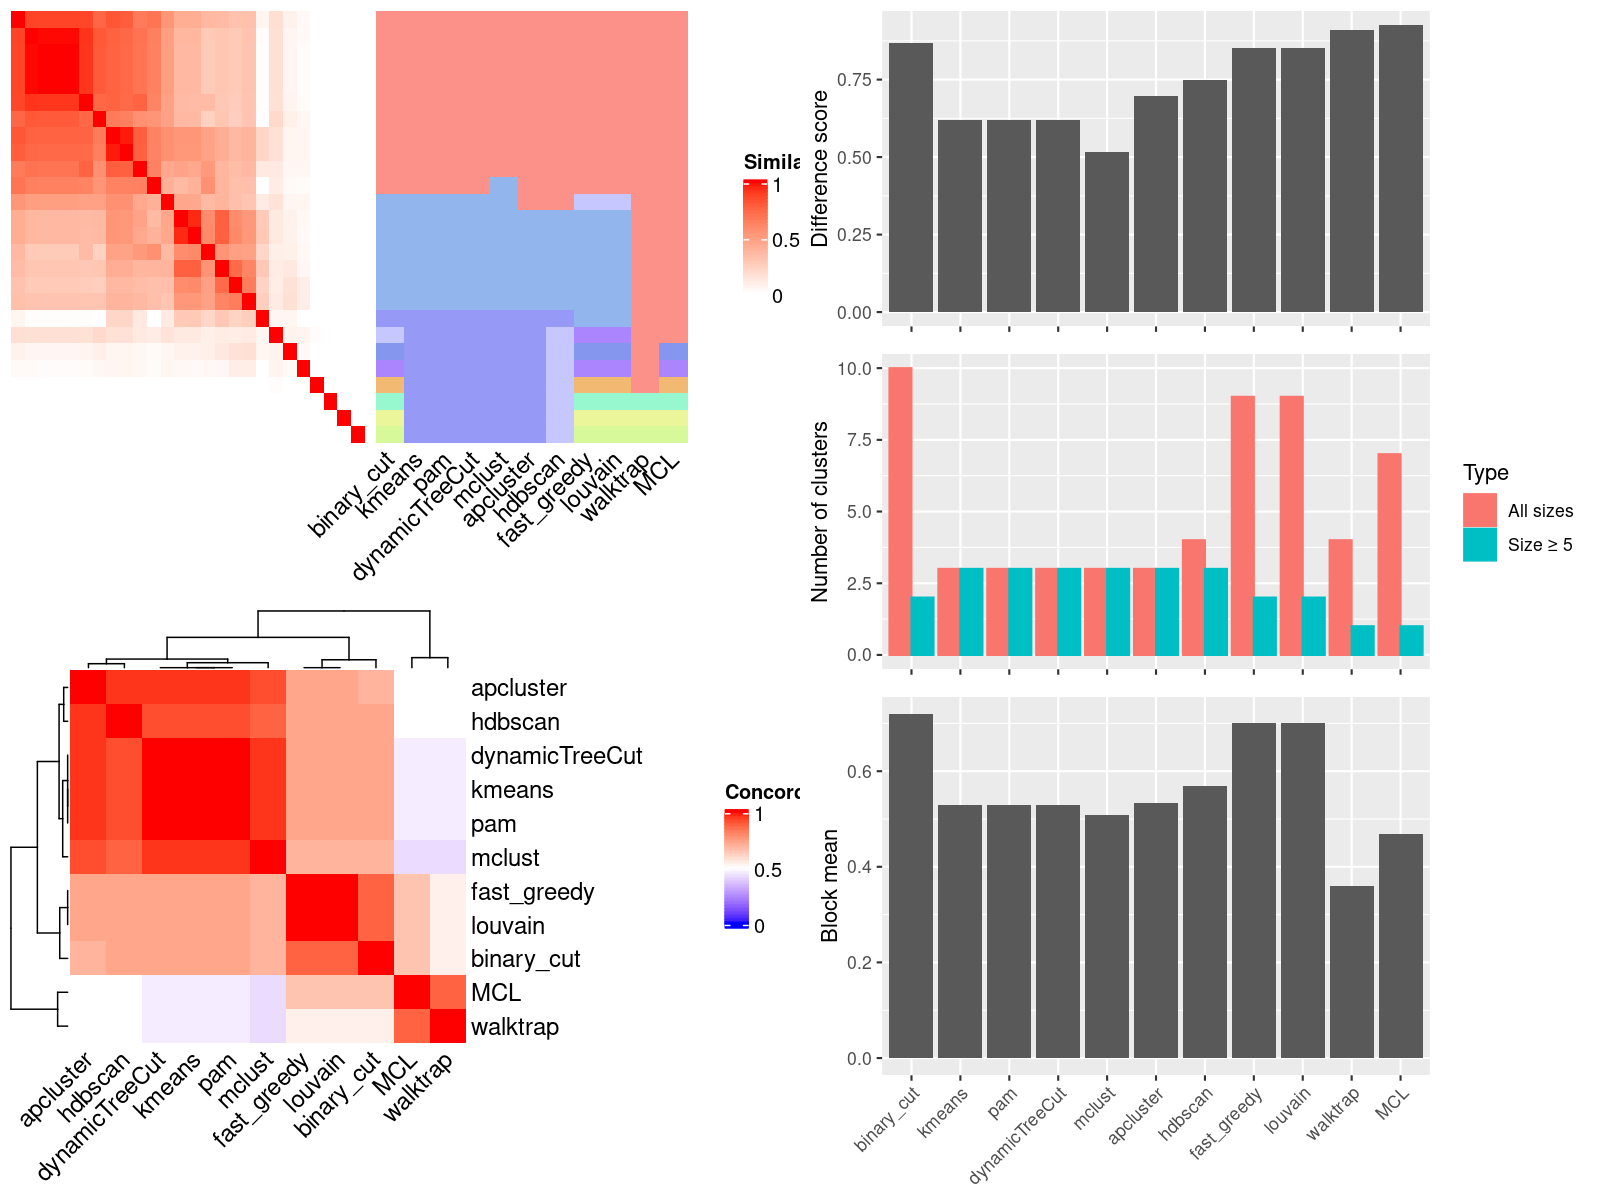 Simila
1
0.5
0
binary_cut
kmeans
pam
dynamicTreeCut
mclust
apcluster
hdbscan
fast_greedy
louvain
walktrap
MCL
Difference score
0.75
0.50
0.25
0.00
Number of clusters
10.0
7.5
5.0
2.5
0.0
Type
All sizes
Size ≥ 5
apcluster
hdbscan
dynamicTreeCut
kmeans
pam
mclust
fast_greedy
louvain
binary_cut
MCL
walktrap
Concord
1
0.5
0
apcluster
hdbscan
dynamicTreeCut
kmeans
pam
mclust
fast_greedy
louvain
binary_cut
MCL
walktrap
Block mean
0.6
0.4
0.2
0.0
binary_cut
kmeans
pam
dynamicTreeCut
mclust
apcluster
hdbscan
fast_greedy
louvain
walktrap
MCL